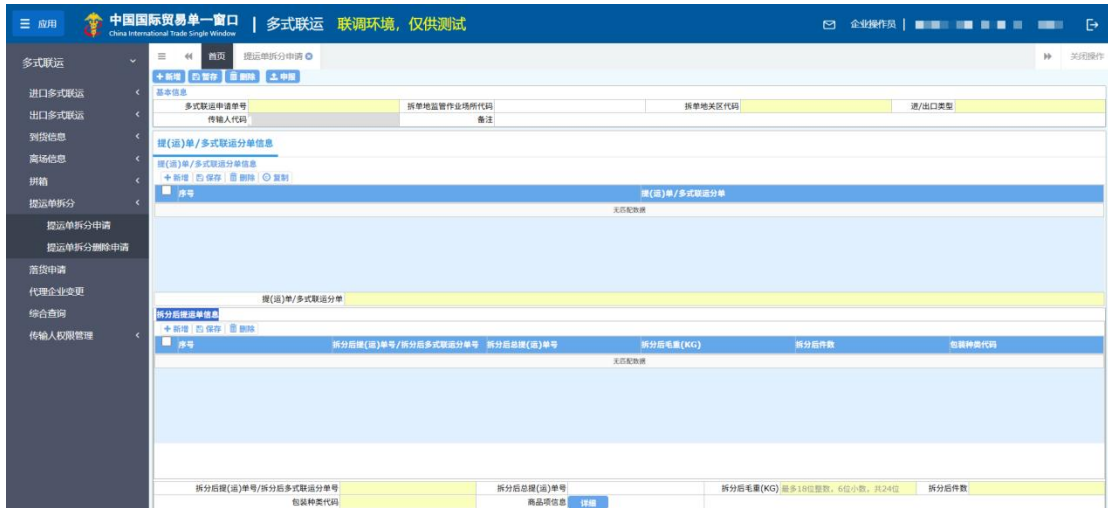 应用 中国国际贸易单一窗口 China International Trade Single Window | 多式联运 联调环境，仅供测试 企业操作员 |
多式联运 首页 提运单拆分申请 关闭操作
新增 暂存 删除 申报
基本信息
多式联运申请单号 拆单地监管作业场所代码 拆单地关区代码 进/出口类型
传输人代码 备注
进口多式联运
出口多式联运
到货信息
离场信息
拼箱
提运单拆分
提运单拆分申请
提运单拆分删除申请
落货申请
代理企业变更
综合查询
传输人权限管理
提(运)单/多式联运分单信息
提(运)单/多式联运分单信息
新增 保存 删除 复制
序号 提(运)单/多式联运分单
无匹配数据
提(运)单/多式联运分单
拆分后提运单信息
新增 保存 删除
序号 拆分后提(运)单号/拆分后多式联运分单号 拆分后总提(运)单号 拆分后毛重(KG) 拆分后件数 包装种类代码
无匹配数据
拆分后提(运)单号/拆分后多式联运分单号 拆分后总提(运)单号 拆分后毛重(KG) 最多18位整数，6位小数，共24位 拆分后件数
包装种类代码 商品项信息 详细